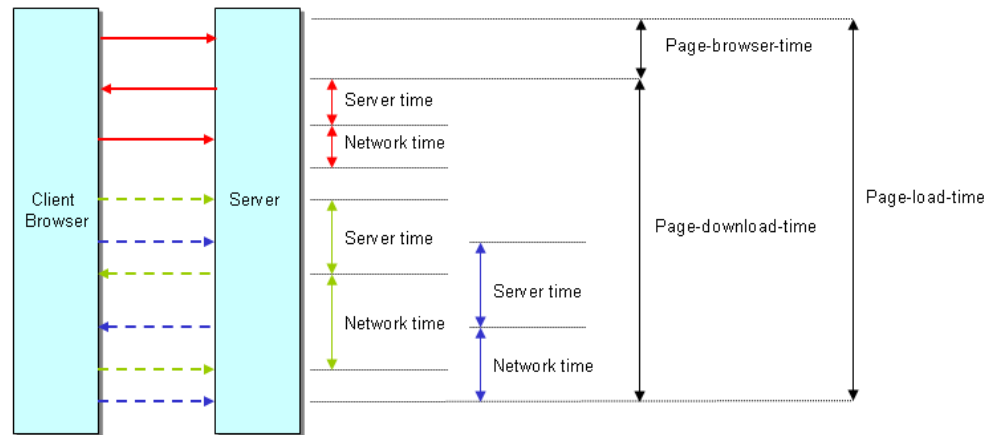 Page-browser-time
Server time
Network time
Client
Browser
Server
Page-load-time
Page-download-time
Server time
Server time
Network time
Network time